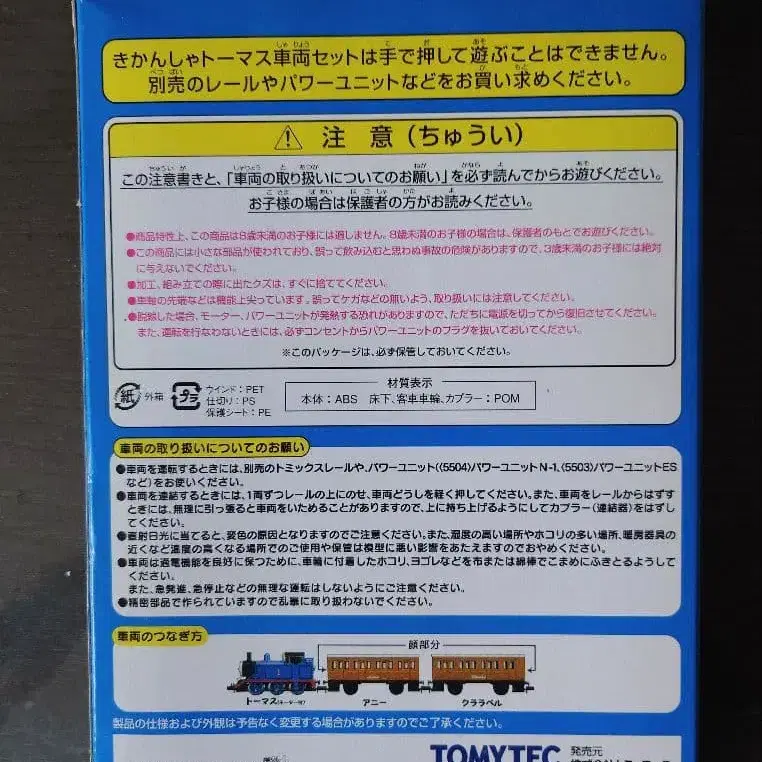 きかんしゃトーマス車両セットは手で押して遊ぶことはできません。
別売のレールやパワーユニットなどをお買い求めください。
⚠ 注 意（ちゅうい）
この注意書きと、「車両の取り扱いについてのお願い」を必ず読んでからお遊びください。
お子様の場合は保護者の方がお読みください。
●商品特性上、この商品は8歳未満のお子様には適しません。8歳未満のお子様の場合は、保護者のもとでお遊びください。
●この商品には小さな部品が使われており、誤って飲み込むと思わぬ事故の危険がありますので、3歳未満のお子様には絶対
に与えないでください。
●加工、組み立ての際に出たクズは、すぐに捨ててください。
●車輪の先端などは機能上尖っています。誤ってケガなどの無いよう、取り扱いには注意してください。
●脱線した場合、モーター、パワーユニットが発熱する恐れがありますので、ただちに電源を切ってから復旧させてください。
また、運転を行なわないときには、必ずコンセントからパワーユニットのプラグを抜いておいてください。
※このパッケージは、必ず保管しておいてください。
紙 外箱
プラ ウインド：PET
仕切り：PS
保護シート：PE
材質表示
本体：ABS 床下、客車車輪、カプラー：POM
車両の取り扱いについてのお願い
●車両を運転するときには、別売のトミックスレールや、パワーユニット（《5504》パワーユニットN-1、《5503》パワーユニットES
など）をお使いください。
●車両を連結するときには、1両ずつレールの上にのせ、車両どうしを軽く押してください。また、車両をレールからはずす
ときには、無理に引っ張ると車両をいためることがありますので、上に持ち上げるようにしてカプラー（連結器）をはずし
てください。
●直射日光に当てると、変色の原因となりますのでご注意ください。また、湿度の高い場所やホコリの多い場所、暖房器具の
近くなど温度の高くなる場所でのご使用や保管は模型に悪い影響をあたえますのでおやめください。
●車両は通電機能を良好に保つために、車輪に付着したホコリ、ヨゴレなどを布または綿棒でこまめにふきとるようして
ください。
また、急発進、急停止などの無理な運転はしないようにご注意ください。
●精密部品で作られていますので乱暴に取り扱わないでください。
車両のつなぎ方
顔部分
トーマス（モーター付）
アニー
クララベル
製品の仕様および外観は予告なく変更する場合がありますのでご了承ください。
TOMYTEC 発売元